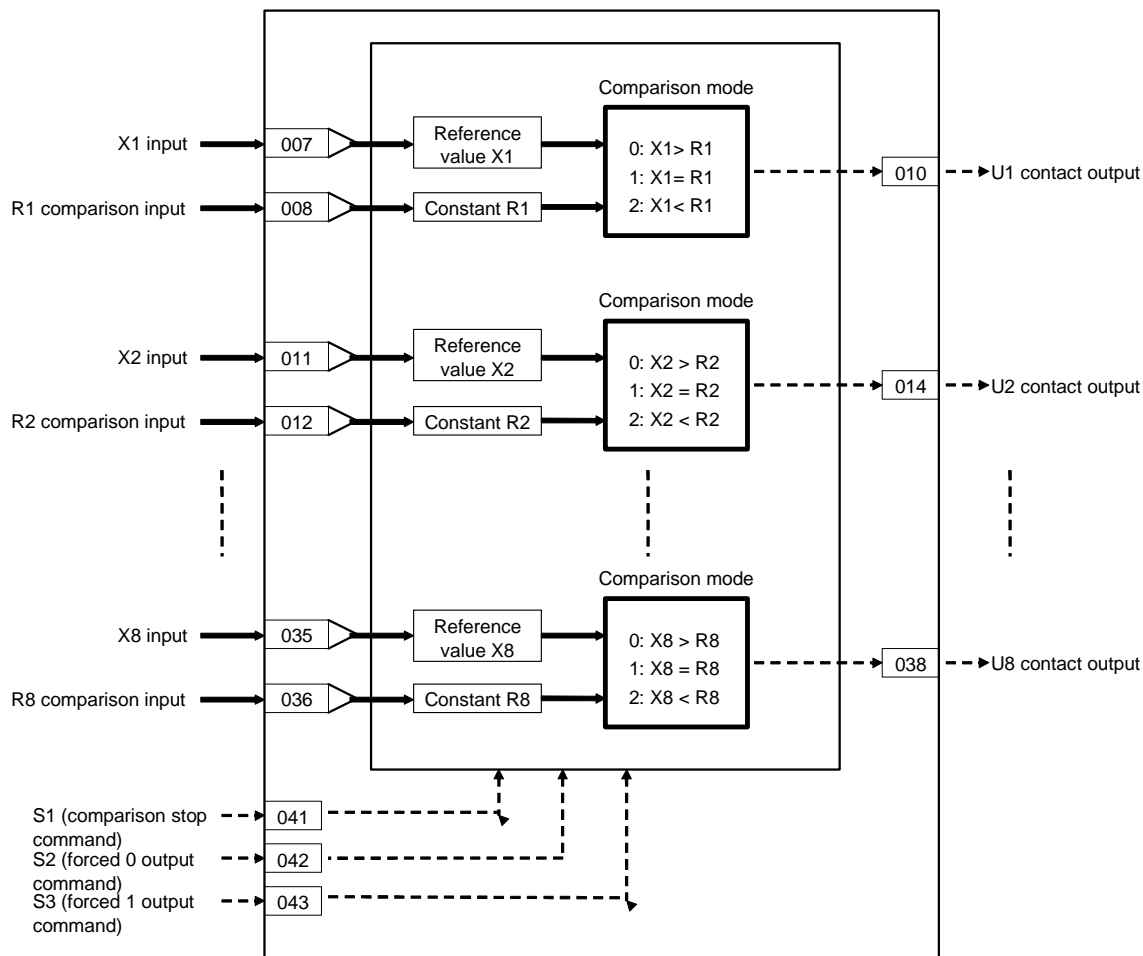 Comparison mode
X1 input
007
Reference
value X1
0: X1> R1
1: X1= R1
2: X1< R1
010
U1 contact output
R1 comparison input
008
Constant R1
Comparison mode
X2 input
011
Reference
value X2
0: X2 > R2
1: X2 = R2
2: X2 < R2
014
U2 contact output
R2 comparison input
012
Constant R2
Comparison mode
X8 input
035
Reference
value X8
0: X8 > R8
1: X8 = R8
2: X8 < R8
038
U8 contact output
R8 comparison input
036
Constant R8
S1 (comparison stop
command)
041
S2 (forced 0 output
command)
042
S3 (forced 1 output
command)
043